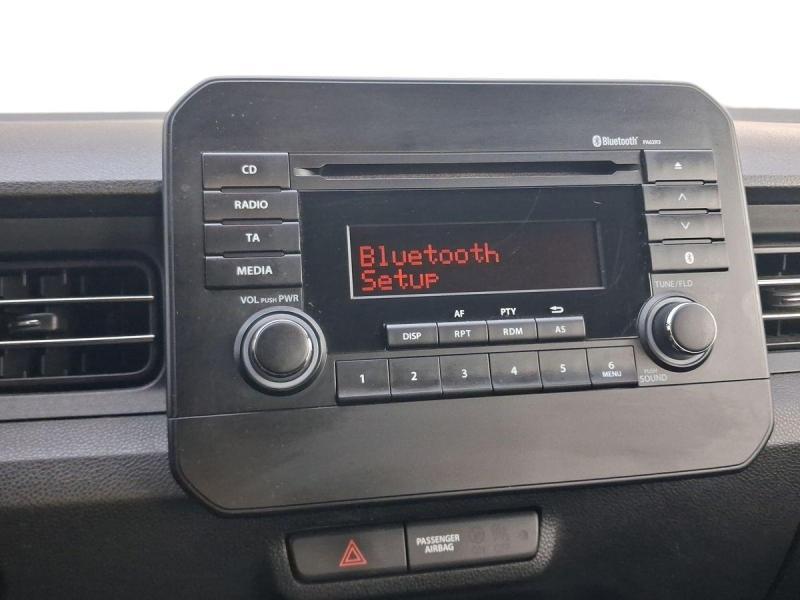 Bluetooth
CD
RADIO
TA
MEDIA
Bluetooth
Setup
VOL PUSH PWR
TUNE/FLD
AF PTY
DISP RPT RDM AS
1 2 3 4 5 6
MENU
PUSH
SOUND
PASSENGER
AIRBAG